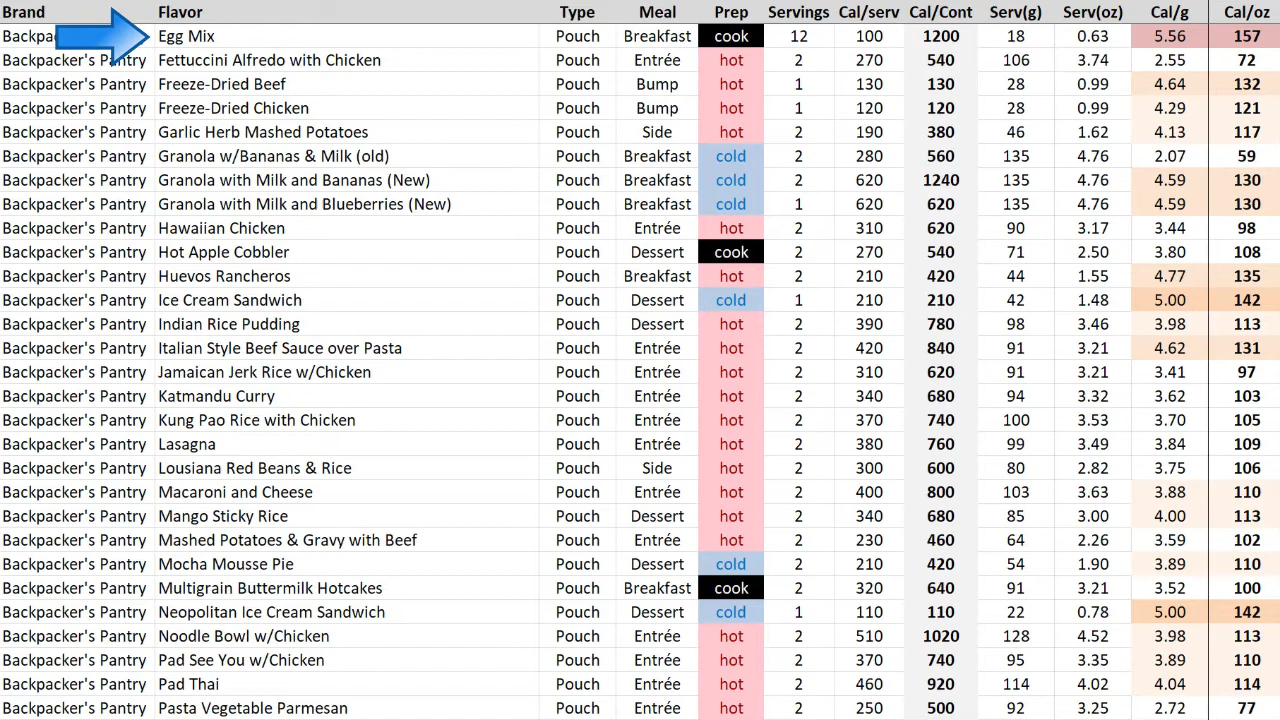 Brand Flavor Type Meal Prep Servings Cal/serv Cal/Cont Serv(g) Serv(oz) Cal/g Cal/oz
Egg Mix Pouch Breakfast cook 12 100 1200 18 0.63 5.56 157
Backpacker's Pantry Fettuccini Alfredo with Chicken Pouch Entrée hot 2 270 540 106 3.74 2.55 72
Backpacker's Pantry Freeze-Dried Beef Pouch Bump hot 1 130 130 28 0.99 4.64 132
Backpacker's Pantry Freeze-Dried Chicken Pouch Bump hot 1 120 120 28 0.99 4.29 121
Backpacker's Pantry Garlic Herb Mashed Potatoes Pouch Side hot 2 190 380 46 1.62 4.13 117
Backpacker's Pantry Granola w/Bananas & Milk (old) Pouch Breakfast cold 2 280 560 135 4.76 2.07 59
Backpacker's Pantry Granola with Milk and Bananas (New) Pouch Breakfast cold 2 620 1240 135 4.76 4.59 130
Backpacker's Pantry Granola with Milk and Blueberries (New) Pouch Breakfast cold 1 620 620 135 4.76 4.59 130
Backpacker's Pantry Hawaiian Chicken Pouch Entrée hot 2 310 620 90 3.17 3.44 98
Backpacker's Pantry Hot Apple Cobbler Pouch Dessert cook 2 270 540 71 2.50 3.80 108
Backpacker's Pantry Huevos Rancheros Pouch Breakfast hot 2 210 420 44 1.55 4.77 135
Backpacker's Pantry Ice Cream Sandwich Pouch Dessert cold 1 210 210 42 1.48 5.00 142
Backpacker's Pantry Indian Rice Pudding Pouch Dessert hot 2 390 780 98 3.46 3.98 113
Backpacker's Pantry Italian Style Beef Sauce over Pasta Pouch Entrée hot 2 420 840 91 3.21 4.62 131
Backpacker's Pantry Jamaican Jerk Rice w/Chicken Pouch Entrée hot 2 310 620 91 3.21 3.41 97
Backpacker's Pantry Katmandu Curry Pouch Entrée hot 2 340 680 94 3.32 3.62 103
Backpacker's Pantry Kung Pao Rice with Chicken Pouch Entrée hot 2 370 740 100 3.53 3.70 105
Backpacker's Pantry Lasagna Pouch Entrée hot 2 380 760 99 3.49 3.84 109
Backpacker's Pantry Lousiana Red Beans & Rice Pouch Side hot 2 300 600 80 2.82 3.75 106
Backpacker's Pantry Macaroni and Cheese Pouch Entrée hot 2 400 800 103 3.63 3.88 110
Backpacker's Pantry Mango Sticky Rice Pouch Dessert hot 2 340 680 85 3.00 4.00 113
Backpacker's Pantry Mashed Potatoes & Gravy with Beef Pouch Entrée hot 2 230 460 64 2.26 3.59 102
Backpacker's Pantry Mocha Mousse Pie Pouch Dessert cold 2 210 420 54 1.90 3.89 110
Backpacker's Pantry Multigrain Buttermilk Hotcakes Pouch Breakfast cook 2 320 640 91 3.21 3.52 100
Backpacker's Pantry Neopolitan Ice Cream Sandwich Pouch Dessert cold 1 110 110 22 0.78 5.00 142
Backpacker's Pantry Noodle Bowl w/Chicken Pouch Entrée hot 2 510 1020 128 4.52 3.98 113
Backpacker's Pantry Pad See You w/Chicken Pouch Entrée hot 2 370 740 95 3.35 3.89 110
Backpacker's Pantry Pad Thai Pouch Entrée hot 2 460 920 114 4.02 4.04 114
Backpacker's Pantry Pasta Vegetable Parmesan Pouch Entrée hot 2 250 500 92 3.25 2.72 77